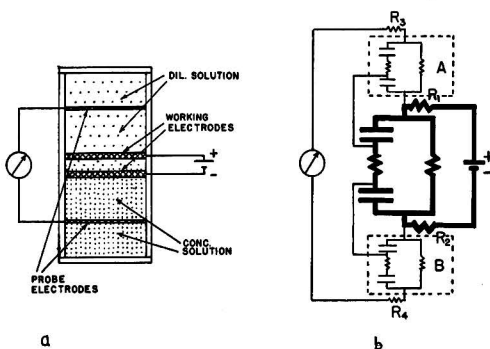 DIL. SOLUTION
WORKING
ELECTRODES
+
-
CONC.
SOLUTION
PROBE
ELECTRODES
a
R3
A
R1
+
-
R2
B
R4
b